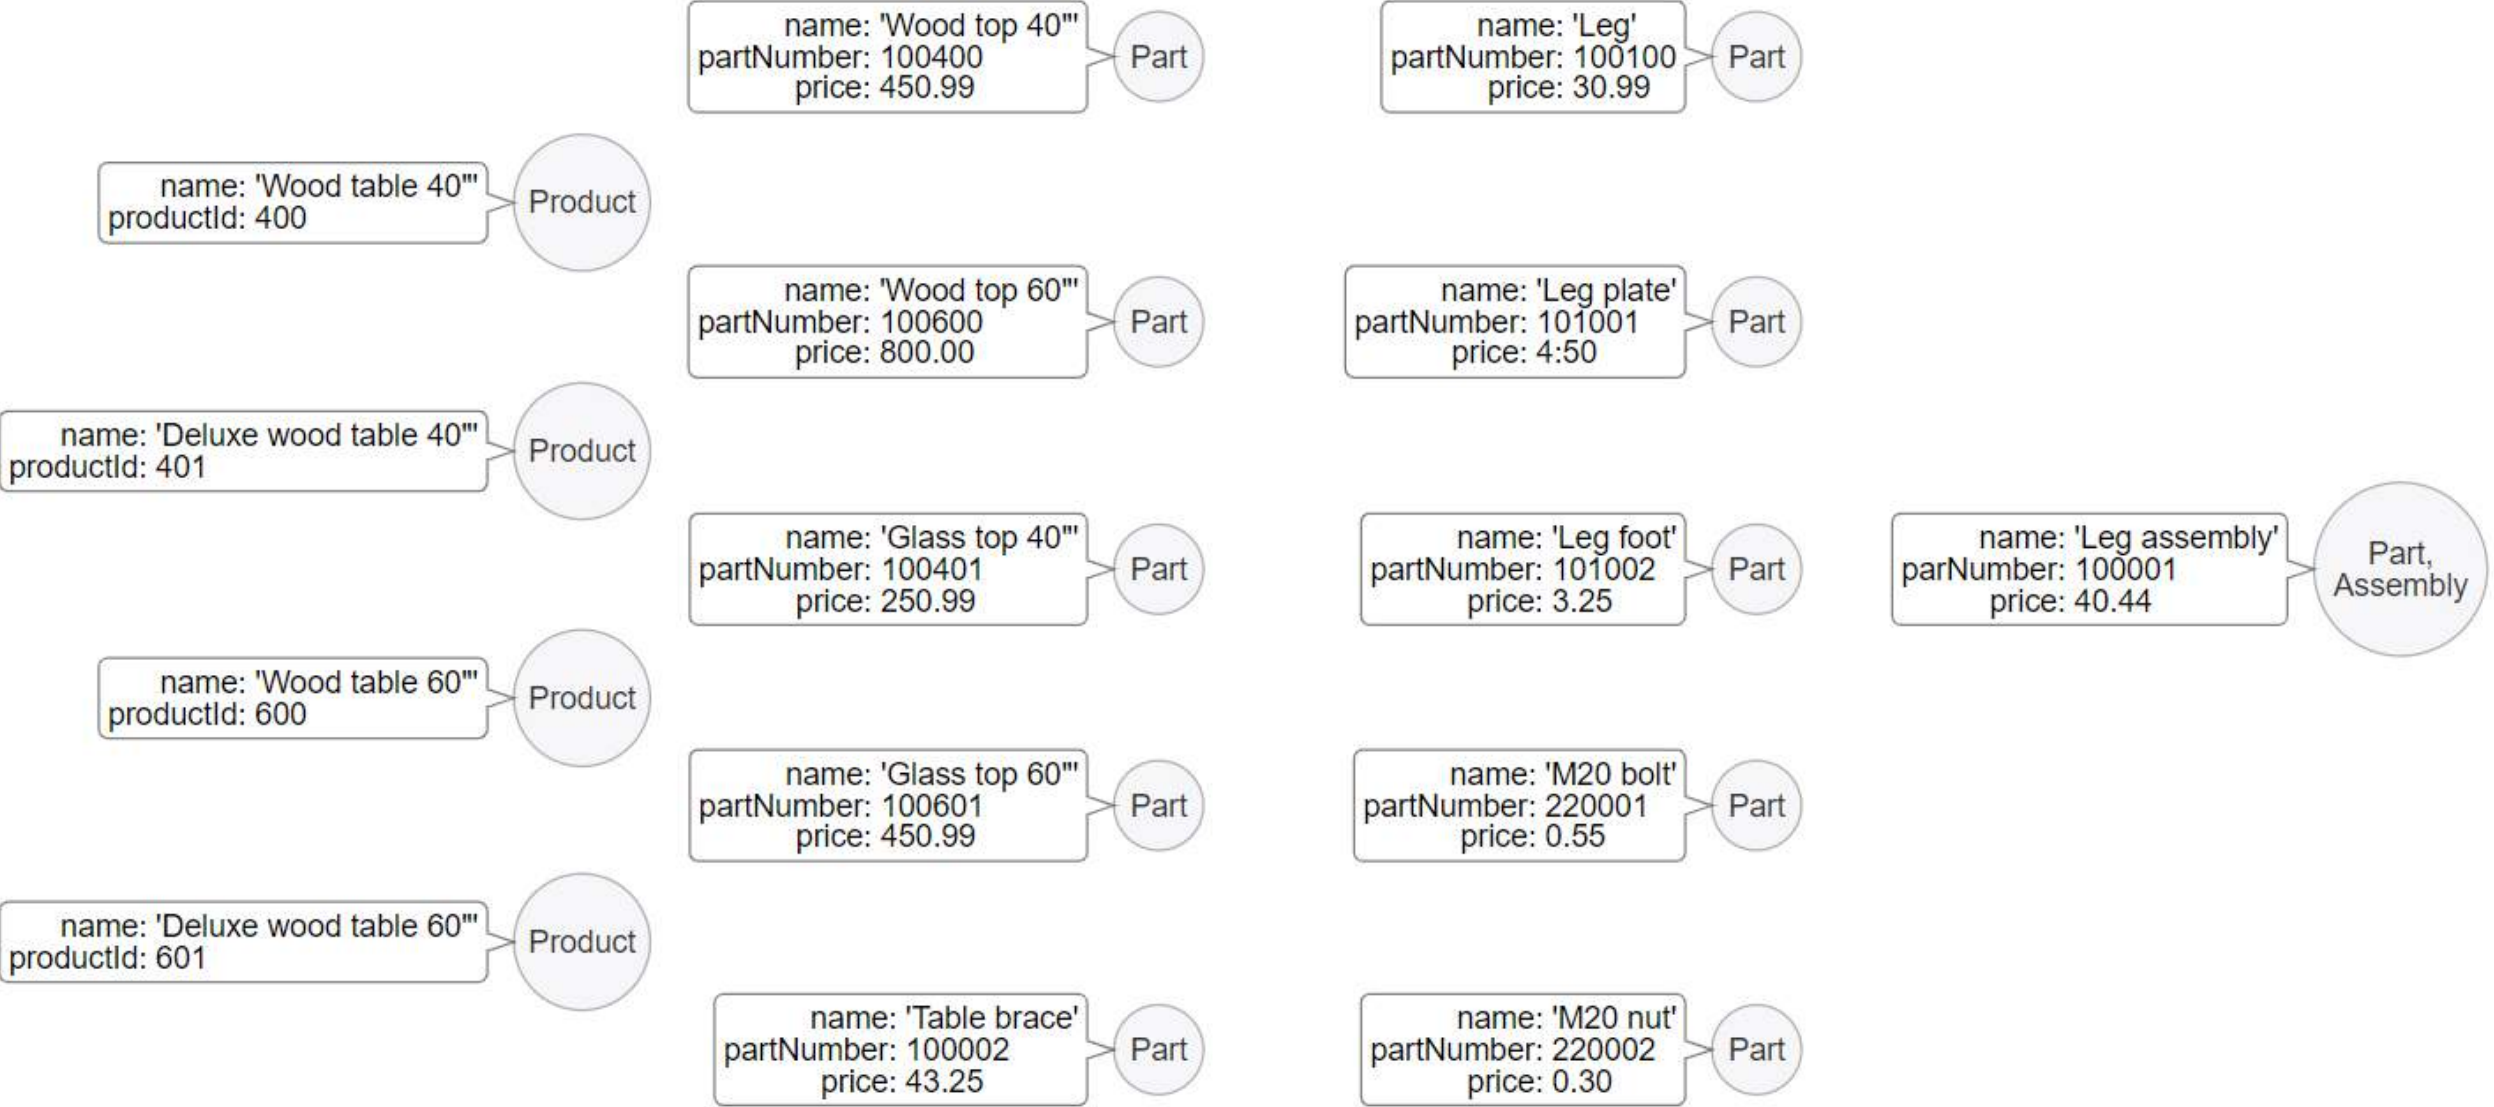 name: 'Wood table 40"'
productId: 400
Product
name: 'Deluxe wood table 40"'
productId: 401
Product
name: 'Wood table 60"'
productId: 600
Product
name: 'Deluxe wood table 60"'
productId: 601
Product
name: 'Wood top 40"'
partNumber: 100400
price: 450.99
Part
name: 'Wood top 60"'
partNumber: 100600
price: 800.00
Part
name: 'Glass top 40"'
partNumber: 100401
price: 250.99
Part
name: 'Glass top 60"'
partNumber: 100601
price: 450.99
Part
name: 'Table brace'
partNumber: 100002
price: 43.25
Part
name: 'Leg'
partNumber: 100100
price: 30.99
Part
name: 'Leg plate'
partNumber: 101001
price: 4:50
Part
name: 'Leg foot'
partNumber: 101002
price: 3.25
Part
name: 'M20 bolt'
partNumber: 220001
price: 0.55
Part
name: 'M20 nut'
partNumber: 220002
price: 0.30
Part
name: 'Leg assembly'
parNumber: 100001
price: 40.44
Part,
Assembly